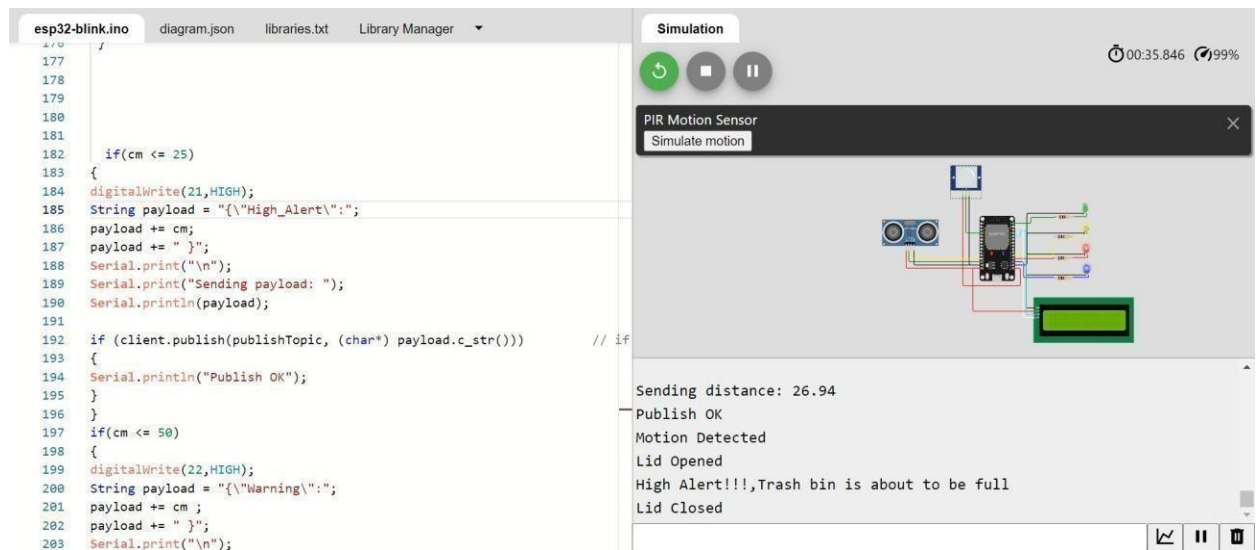 esp32-blink.ino diagram.json libraries.txt Library Manager
177
178
179
180
181
182 if(cm <= 25)
183 {
184 digitalWrite(21,HIGH);
185 String payload = "{\"High_Alert\":";
186 payload += cm;
187 payload += " }";
188 Serial.print("\n");
189 Serial.print("Sending payload: ");
190 Serial.println(payload);
191
192 if (client.publish(publishTopic, (char*) payload.c_str())) // if
193 {
194 Serial.println("Publish OK");
195 }
196 }
197 if(cm <= 50)
198 {
199 digitalWrite(22,HIGH);
200 String payload = "{\"Warning\":";
201 payload += cm ;
202 payload += " }";
203 Serial.print("\n");
Simulation
00:35.846 99%
PIR Motion Sensor
Simulate motion
Sending distance: 26.94
Publish OK
Motion Detected
Lid Opened
High Alert!!!,Trash bin is about to be full
Lid Closed